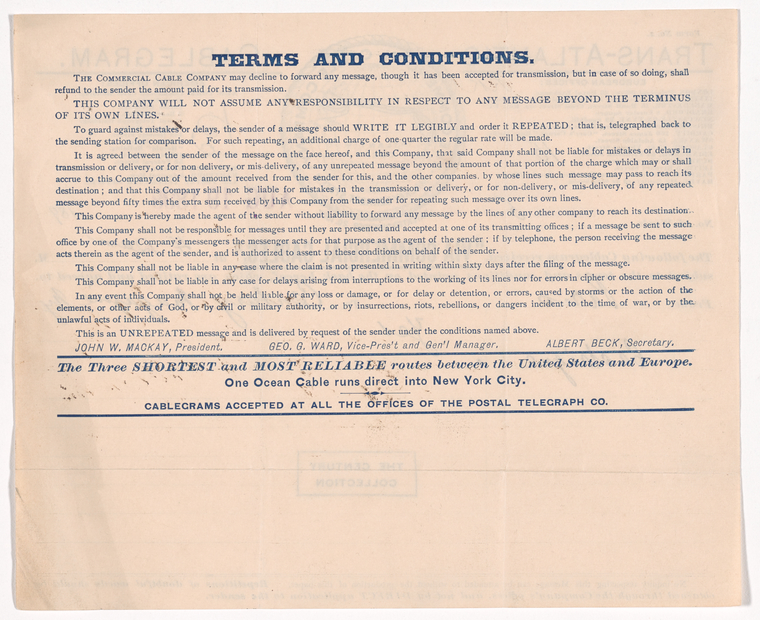 TERMS AND CONDITIONS.
THE COMMERCIAL CABLE COMPANY may decline to forward any message, though it has been accepted for transmission, but in case of so doing, shall
refund to the sender the amount paid for its transmission.
THIS COMPANY WILL NOT ASSUME ANY RESPONSIBILITY IN RESPECT TO ANY MESSAGE BEYOND THE TERMINUS
OF ITS OWN LINES.
To guard against mistakes or delays, the sender of a message should WRITE IT LEGIBLY and order it REPEATED; that is, telegraphed back to
the sending station for comparison. For such repeating, an additional charge of one quarter the regular rate will be made.
It is agreed between the sender of the message on the face hereof, and this Company, that said Company shall not be liable for mistakes or delays in
transmission or delivery, or for non delivery, or mis-delivery, of any unrepeated message beyond the amount of that portion of the charge which may or shall
accrue to this Company out of the amount received from the sender for this, and the other companies. by whose lines such message may pass to reach its
destination; and that this Company shall not be liable for mistakes in the transmission or delivery, or for non-delivery, or mis-delivery, of any repeated
message beyond fifty times the extra sum received by this Company from the sender for repeating such message over its own lines.
This Company is hereby made the agent of the sender without liability to forward any message by the lines of any other company to reach its destination.
This Company shall not be responsible for messages until they are presented and accepted at one of its transmitting offices; if a message be sent to such
office by one of the Company's messengers the messenger acts for that purpose as the agent of the sender; if by telephone, the person receiving the message
acts therein as the agent of the sender, and is authorized to assent to these conditions on behalf of the sender.
This Company shall not be liable in any case where the claim is not presented in writing within sixty days after the filing of the message.
This Company shall not be liable in any case for delays arising from interruptions to the working of its lines nor for errors in cipher or obscure messages.
In any event this Company shall not be held liable for any loss or damage, or for delay or detention, or errors, caused by storms or the action of the
elements, or other acts of God, or by civil or military authority, or by insurrections, riots, rebellions, or dangers incident to the time of war, or by the
unlawful acts of individuals.
This is an UNREPEATED message and is delivered by request of the sender under the conditions named above.
JOHN W. MACKAY, President. GEO. G. WARD, Vice-Pres't and Gen'l Manager. ALBERT BECK, Secretary.
The Three SHORTEST and MOST RELIABLE routes between the United States and Europe.
One Ocean Cable runs direct into New York City.
CABLEGRAMS ACCEPTED AT ALL THE OFFICES OF THE POSTAL TELEGRAPH CO.
THE CENTURY
COLLECTION